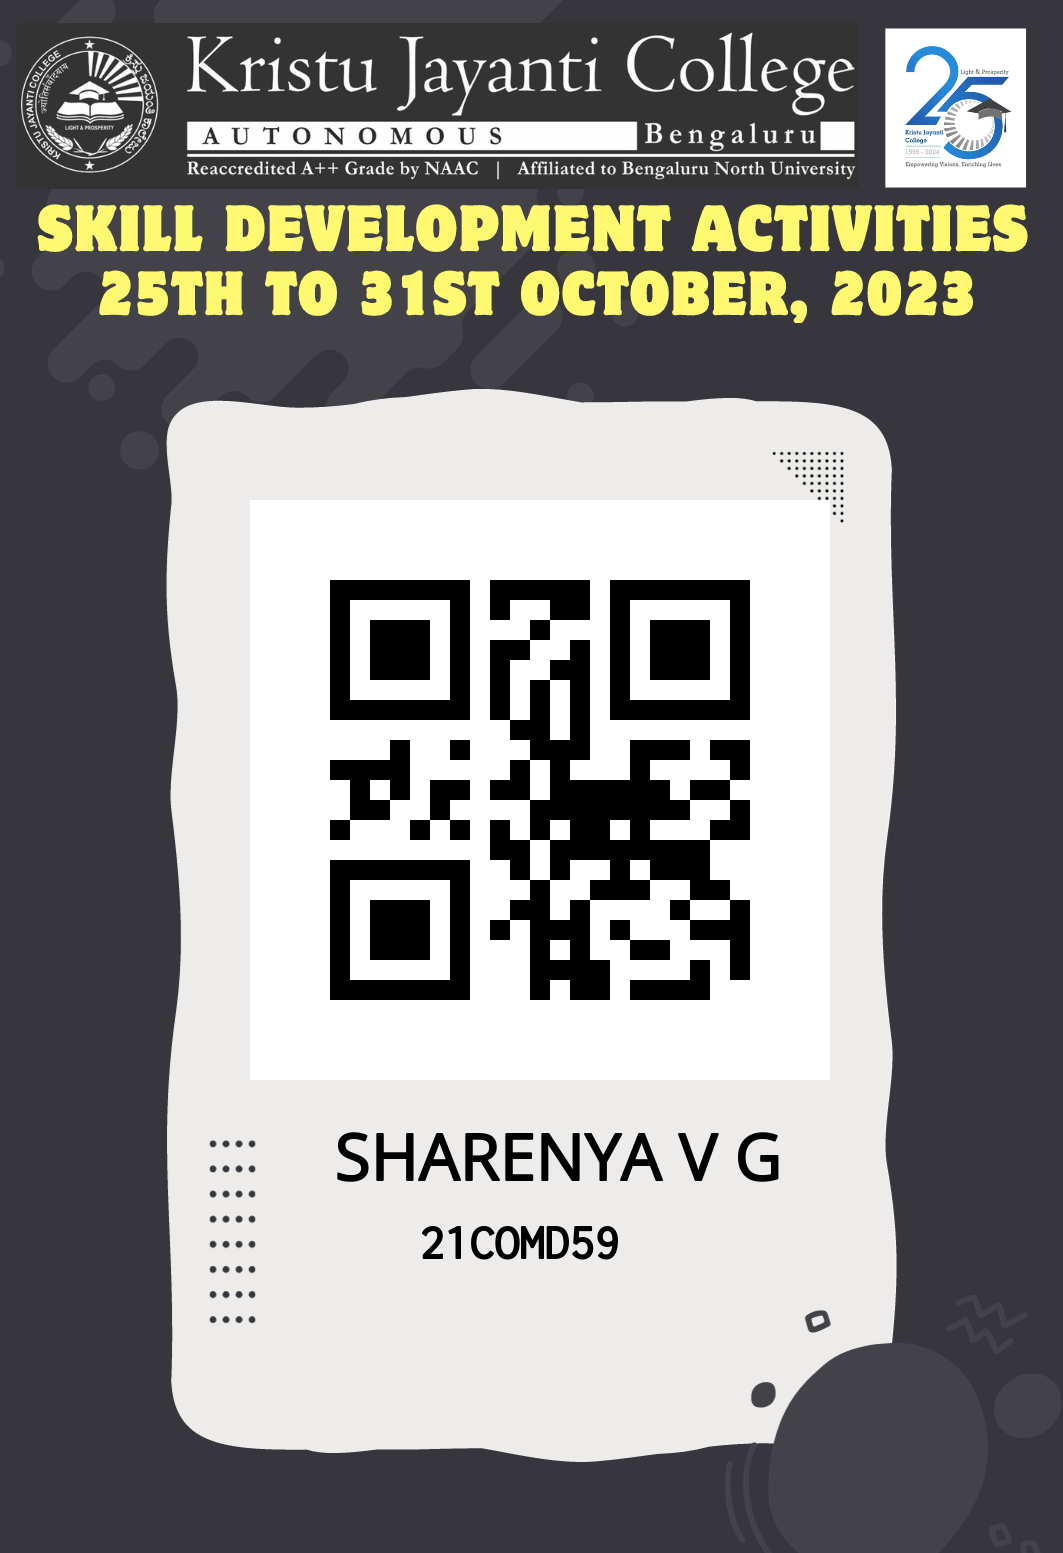 Kristu Jayanti College
AUTONOMOUS Bengaluru
Reaccredited A++ Grade by NAAC | Affiliated to Bengaluru North University
KRISTU JAYANTI COLLEGE
LIGHT & PROSPERITY
25
Light & Prosperity
Kristu Jayanti
College
1999 - 2024
Empowering Visions, Enriching Lives
SKILL DEVELOPMENT ACTIVITIES
25TH TO 31ST OCTOBER, 2023
SHARENYA V G
21COMD59